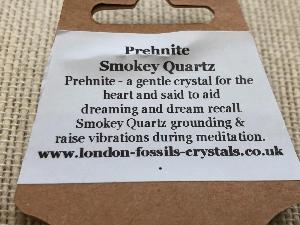 Prehnite
Smokey Quartz
Prehnite - a gentle crystal for the
heart and said to aid
dreaming and dream recall.
Smokey Quartz grounding &
raise vibrations during meditation.
www.london-fossils-crystals.co.uk